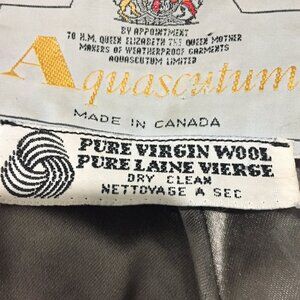 BY APPOINTMENT
TO H.M. QUEEN ELIZABETH THE QUEEN MOTHER
MAKERS OF WEATHERPROOF GARMENTS
AQUASCUTUM LIMITED
Aquascutum
MADE IN CANADA
PURE VIRGIN WOOL
PURE LAINE VIERGE
DRY CLEAN
NETTOYAGE A SEC